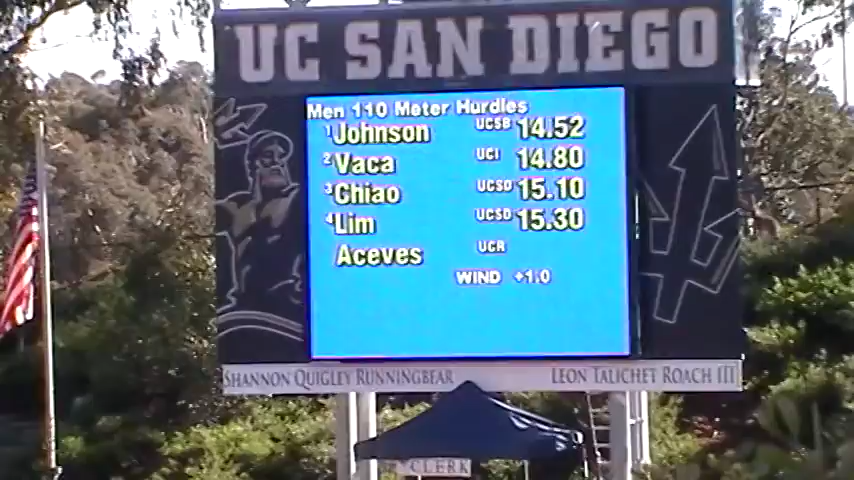 UC SAN DIEGO
Men 110 Meter Hurdles
1 Johnson UCSB 14.52
2 Vaca UCI 14.80
3 Chiao UCSD 15.10
4 Lim UCSD 15.30
Aceves UCR
WIND +1.0
SHANNON QUIGLEY RUNNINGBEAR LEON TALICHET ROACH III
CLERK